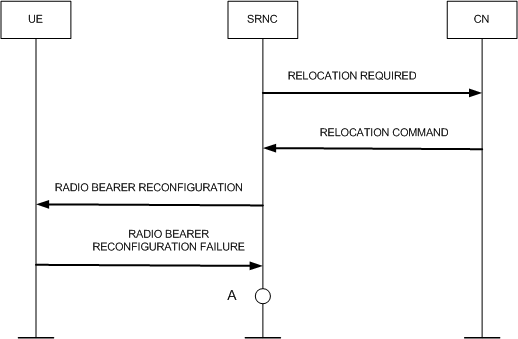 UE
SRNC
CN
RELOCATION REQUIRED
RELOCATION COMMAND
RADIO BEARER RECONFIGURATION
RADIO BEARER
RECONFIGURATION FAILURE
A